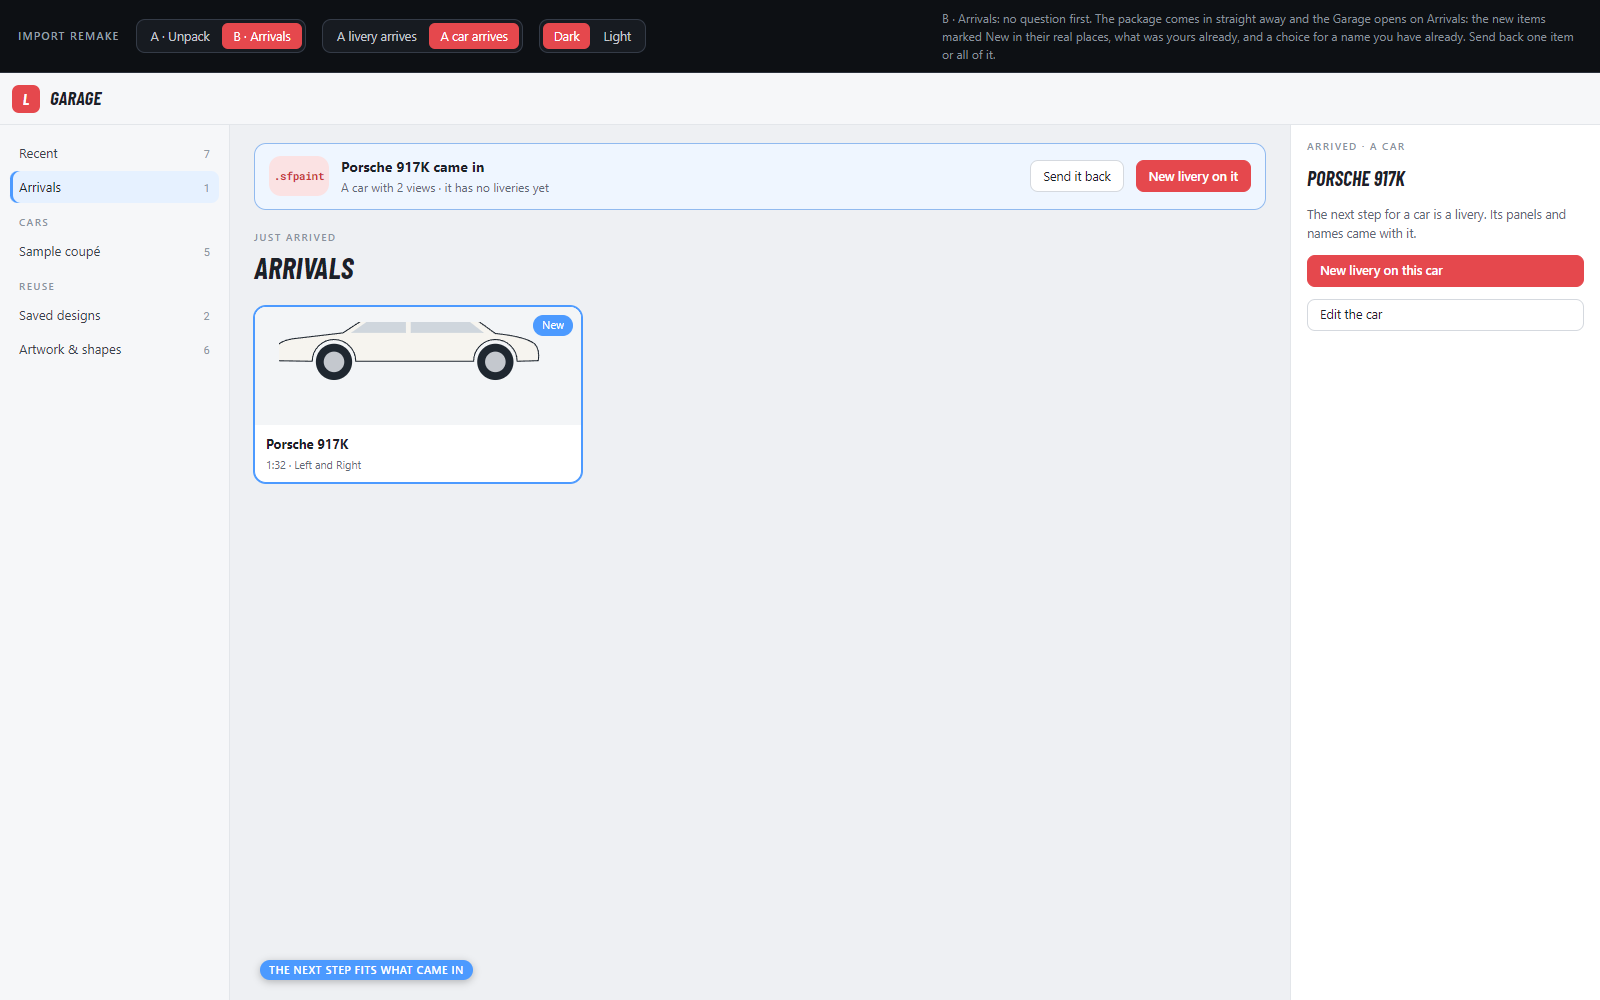 IMPORT REMAKE
A · Unpack
B · Arrivals
A livery arrives
A car arrives
Dark
Light
B · Arrivals: no question first. The package comes in straight away and the Garage opens on Arrivals: the new items
marked New in their real places, what was yours already, and a choice for a name you have already. Send back one item
or all of it.
L
GARAGE
Recent 7
Arrivals 1
CARS
Sample coupé 5
REUSE
Saved designs 2
Artwork & shapes 6
.sfpaint
Porsche 917K came in
A car with 2 views · it has no liveries yet
Send it back
New livery on it
JUST ARRIVED
ARRIVALS
New
Porsche 917K
1:32 · Left and Right
THE NEXT STEP FITS WHAT CAME IN
ARRIVED · A CAR
PORSCHE 917K
The next step for a car is a livery. Its panels and
names came with it.
New livery on this car
Edit the car